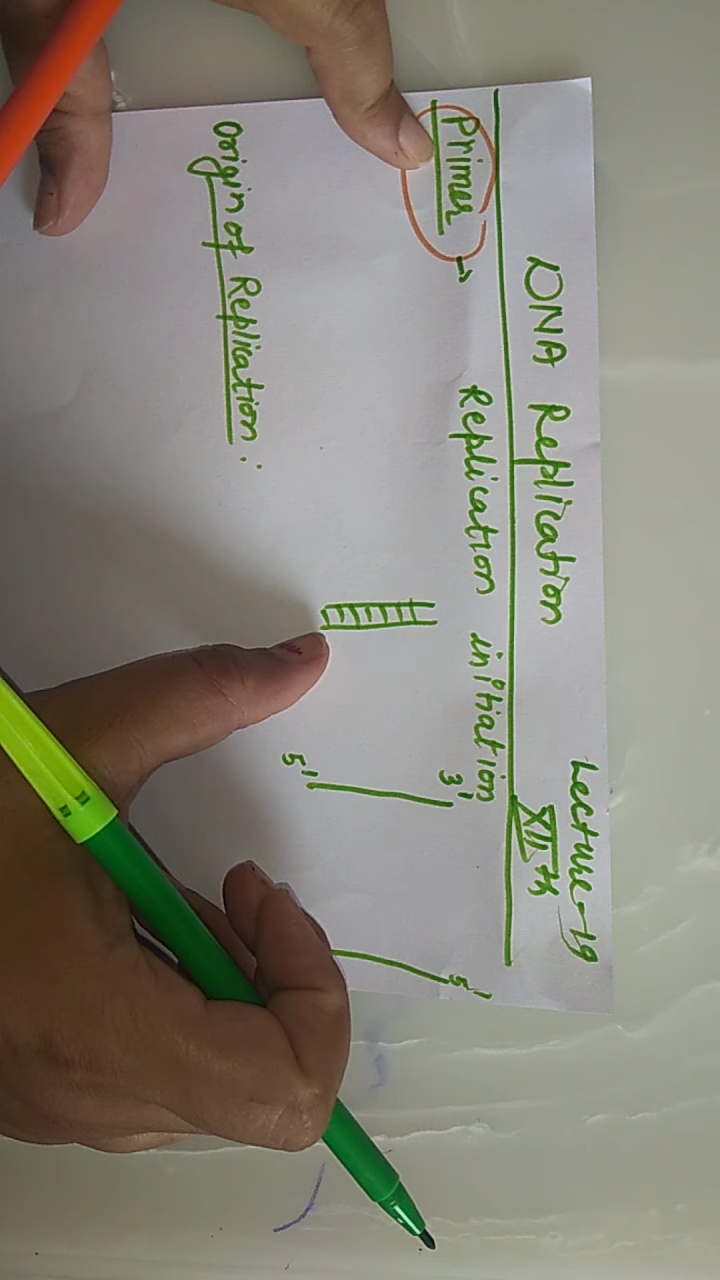 DNA Replication
Lecture-19
XII th
Primer → Replication initiation
3'
5'
5'
Origin of Replication: